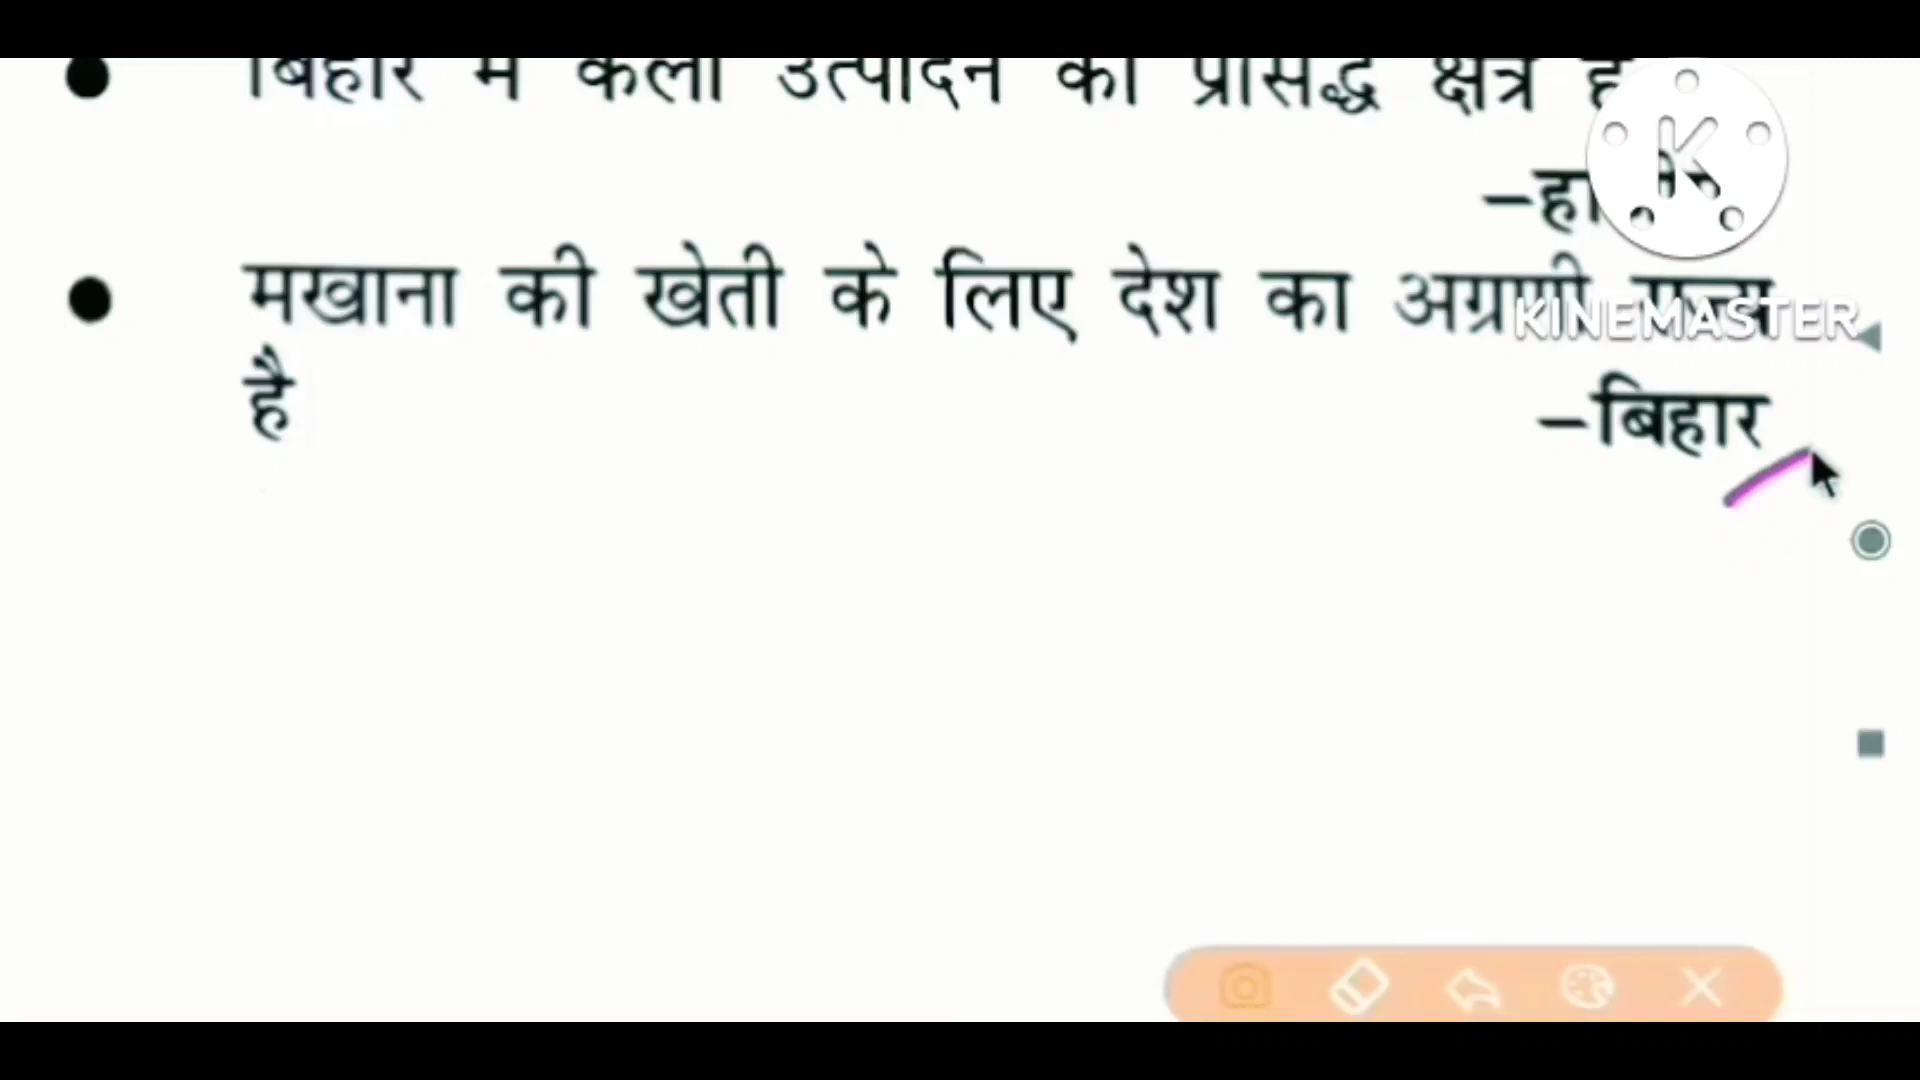 बिहार में केला उत्पादन का प्रसिद्ध क्षेत्र है
मखाना की खेती के लिए देश का अग्रणी राज्य
है –बिहार
KINEMASTER